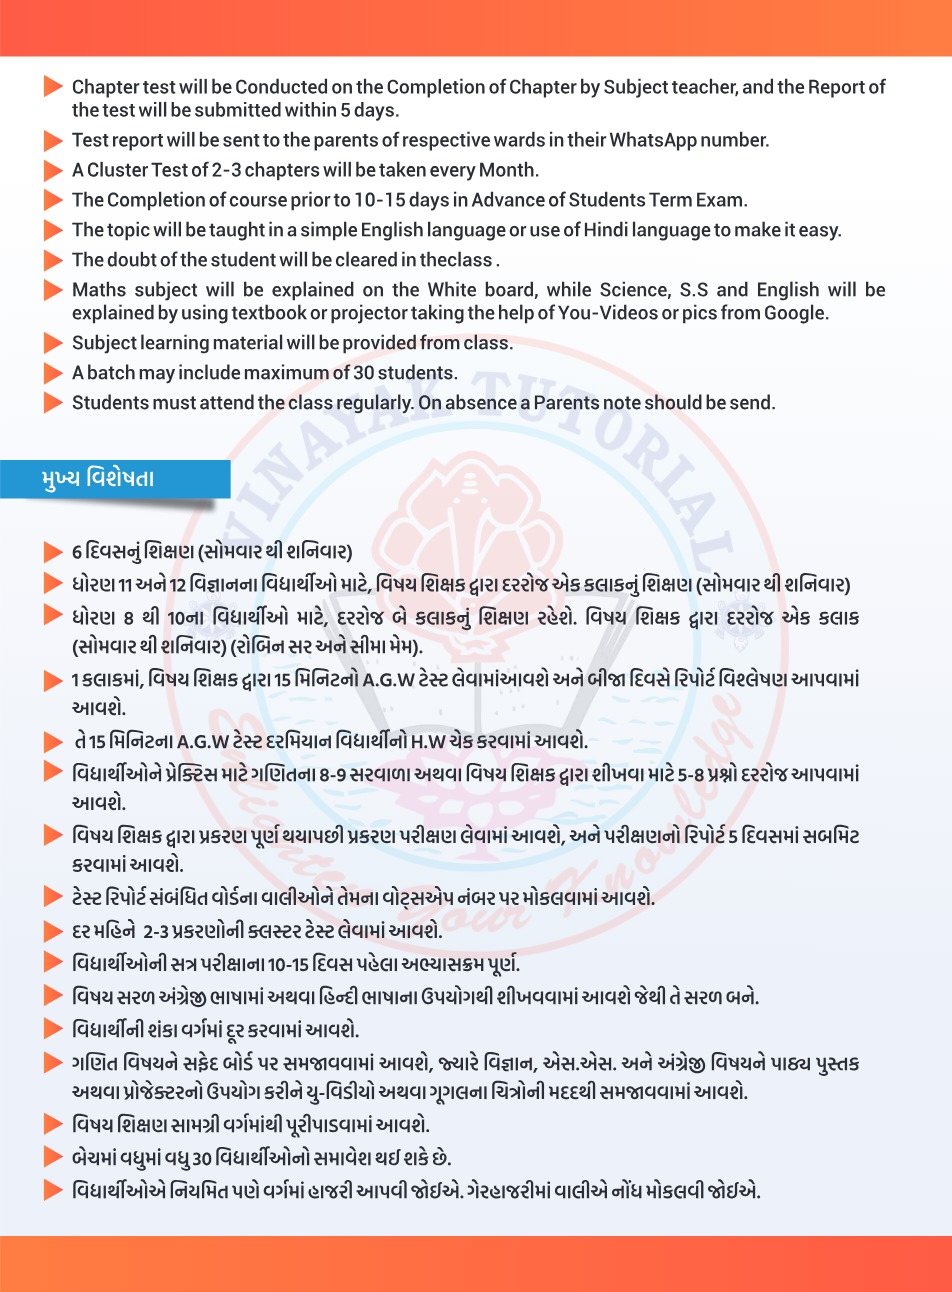 Chapter test will be Conducted on the Completion of Chapter by Subject teacher, and the Report of
the test will be submitted within 5 days.
Test report will be sent to the parents of respective wards in their WhatsApp number.
A Cluster Test of 2-3 chapters will be taken every Month.
The Completion of course prior to 10-15 days in Advance of Students Term Exam.
The topic will be taught in a simple English language or use of Hindi language to make it easy.
The doubt of the student will be cleared in theclass .
Maths subject will be explained on the White board, while Science, S.S and English will be
explained by using textbook or projector taking the help of You-Videos or pics from Google.
Subject learning material will be provided from class.
A batch may include maximum of 30 students.
Students must attend the class regularly. On absence a Parents note should be send.
VINAYAK TUTORIAL
મુખ્ય વિશેષતા
6 દિવસનું શિક્ષણ (સોમવાર થી શનિવાર)
ધોરણ 11 અને 12 વિજ્ઞાનના વિદ્યાર્થીઓ માટે, વિષય શિક્ષક દ્વારા દરરોજ એક કલાકનું શિક્ષણ (સોમવાર થી શનિવાર)
ધોરણ 8 થી 10ના વિદ્યાર્થીઓ માટે, દરરોજ બે કલાકનું શિક્ષણ રહેશે. વિષય શિક્ષક દ્વારા દરરોજ એક કલાક
(સોમવાર થી શનિવાર) (રોબિન સર અને સીમા મેમ).
1 કલાકમાં, વિષય શિક્ષક દ્વારા 15 મિનિટનો A.G.W ટેસ્ટ લેવામાંઆવશે અને બીજા દિવસે રિપોર્ટ વિશ્લેષણ આપવામાં
આવશે.
તે 15 મિનિટના A.G.W ટેસ્ટ દરમિયાન વિદ્યાર્થીનો H.W ચેક કરવામાં આવશે.
વિદ્યાર્થીઓને પ્રેક્ટિસ માટે ગણિતના 8-9 સરવાળા અથવા વિષય શિક્ષક દ્વારા શીખવા માટે 5-8 પ્રશ્નો દરરોજ આપવામાં
આવશે.
વિષય શિક્ષક દ્વારા પ્રકરણ પૂર્ણ થયાપછી પ્રકરણ પરીક્ષણ લેવામાં આવશે, અને પરીક્ષણનો રિપોર્ટ 5 દિવસમાં સબમિટ
કરવામાં આવશે.
ટેસ્ટ રિપોર્ટ સંબંધિત વોર્ડના વાલીઓને તેમના વોટ્સએપ નંબર પર મોકલવામાં આવશે.
દર મહિને 2-3 પ્રકરણોની ક્લસ્ટર ટેસ્ટ લેવામાં આવશે.
વિદ્યાર્થીઓની સત્ર પરીક્ષાના 10-15 દિવસ પહેલા અભ્યાસક્રમ પૂર્ણ.
વિષય સરળ અંગ્રેજી ભાષામાં અથવા હિન્દી ભાષાના ઉપયોગથી શીખવવામાં આવશે જેથી તે સરળ બને.
વિદ્યાર્થીની શંકા વર્ગમાં દૂર કરવામાં આવશે.
ગણિત વિષયને સફેદ બોર્ડ પર સમજાવવામાં આવશે, જ્યારે વિજ્ઞાન, એસ.એસ. અને અંગ્રેજી વિષયને પાઠ્ય પુસ્તક
અથવા પ્રોજેક્ટરનો ઉપયોગ કરીને યુ-વિડીયો અથવા ગૂગલના ચિત્રોની મદદથી સમજાવવામાં આવશે.
વિષય શિક્ષણ સામગ્રી વર્ગમાંથી પૂરીપાડવામાં આવશે.
બેચમાં વધુમાં વધુ 30 વિદ્યાર્થીઓનો સમાવેશ થઈ શકે છે.
વિદ્યાર્થીઓએ નિયમિત પણે વર્ગમાં હાજરી આપવી જોઈએ. ગેરહાજરીમાં વાલીએ નોંધ મોકલવી જોઈએ.
Enlighten Your Knowledge